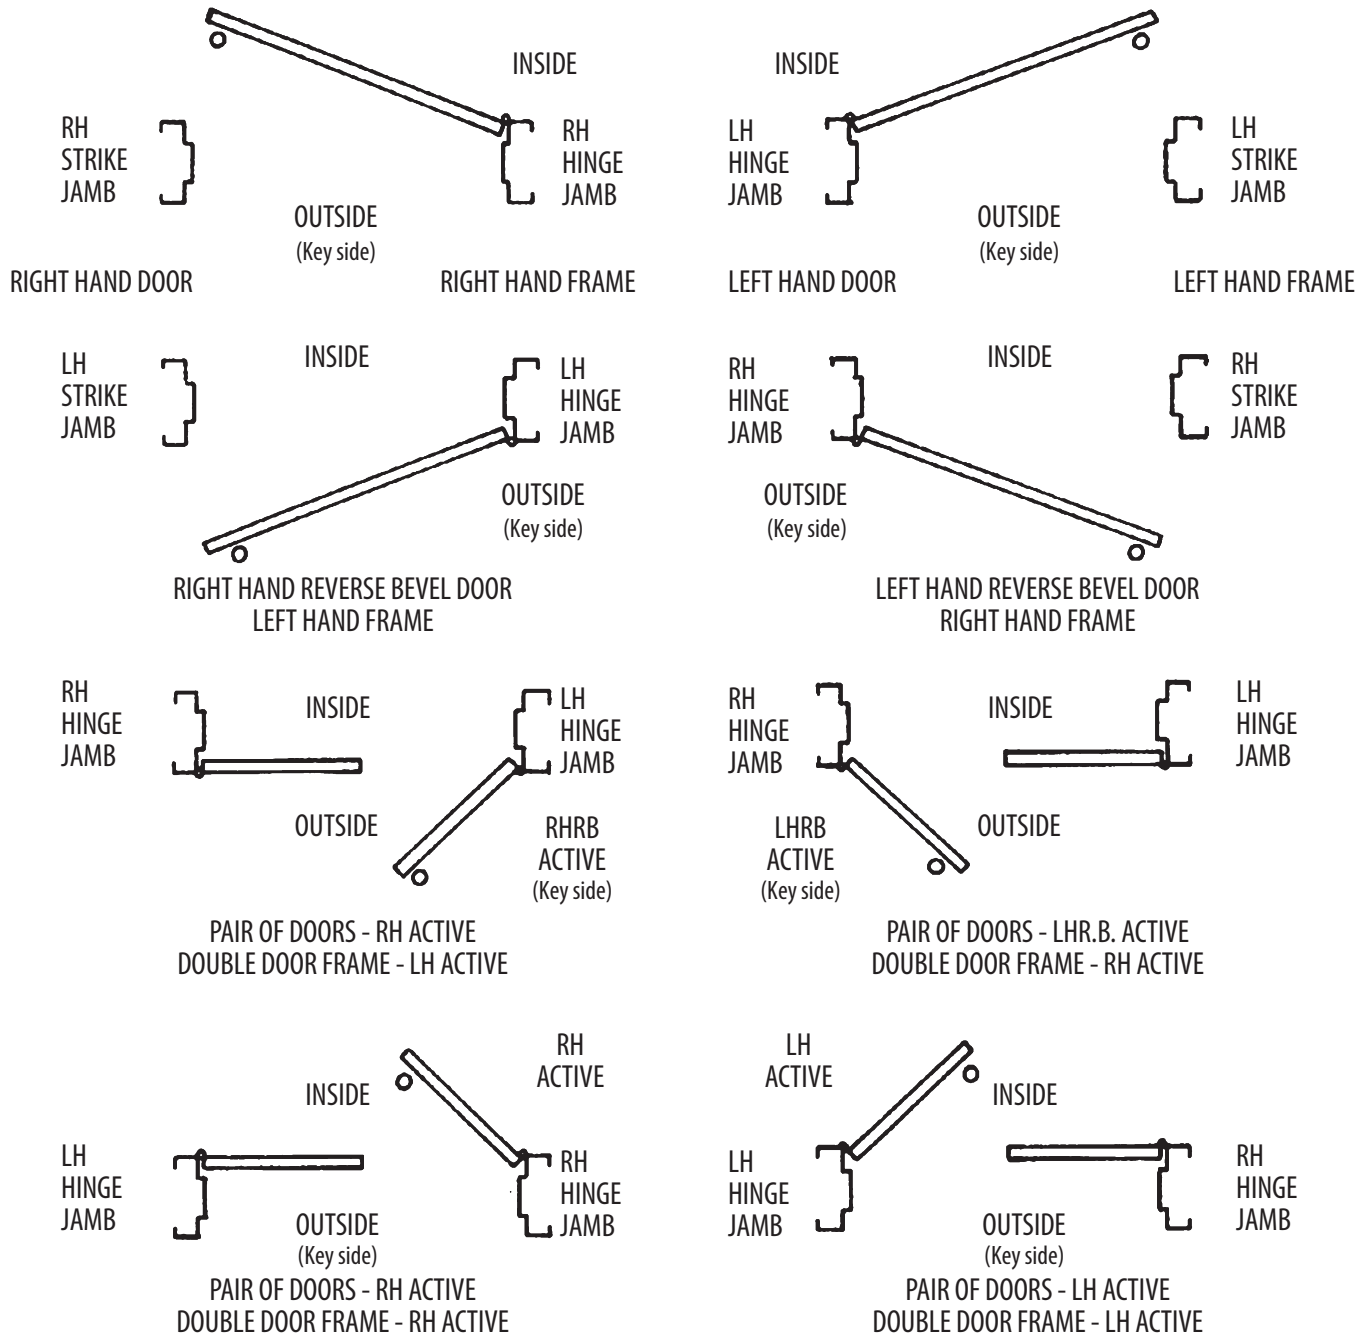 INSIDE
RH
STRIKE
JAMB
RH
HINGE
JAMB
OUTSIDE
(Key side)
RIGHT HAND DOOR
RIGHT HAND FRAME
INSIDE
LH
HINGE
JAMB
LH
STRIKE
JAMB
OUTSIDE
(Key side)
LEFT HAND DOOR
LEFT HAND FRAME
LH
STRIKE
JAMB
INSIDE
LH
HINGE
JAMB
OUTSIDE
(Key side)
RIGHT HAND REVERSE BEVEL DOOR
LEFT HAND FRAME
RH
HINGE
JAMB
INSIDE
RH
STRIKE
JAMB
OUTSIDE
(Key side)
LEFT HAND REVERSE BEVEL DOOR
RIGHT HAND FRAME
RH
HINGE
JAMB
INSIDE
LH
HINGE
JAMB
OUTSIDE
RHRB
ACTIVE
(Key side)
PAIR OF DOORS - RH ACTIVE
DOUBLE DOOR FRAME - LH ACTIVE
RH
HINGE
JAMB
INSIDE
LH
HINGE
JAMB
LHRB
ACTIVE
(Key side)
OUTSIDE
PAIR OF DOORS - LHR.B. ACTIVE
DOUBLE DOOR FRAME - RH ACTIVE
RH
ACTIVE
INSIDE
LH
HINGE
JAMB
RH
HINGE
JAMB
OUTSIDE
(Key side)
PAIR OF DOORS - RH ACTIVE
DOUBLE DOOR FRAME - RH ACTIVE
LH
ACTIVE
INSIDE
LH
HINGE
JAMB
RH
HINGE
JAMB
OUTSIDE
(Key side)
PAIR OF DOORS - LH ACTIVE
DOUBLE DOOR FRAME - LH ACTIVE